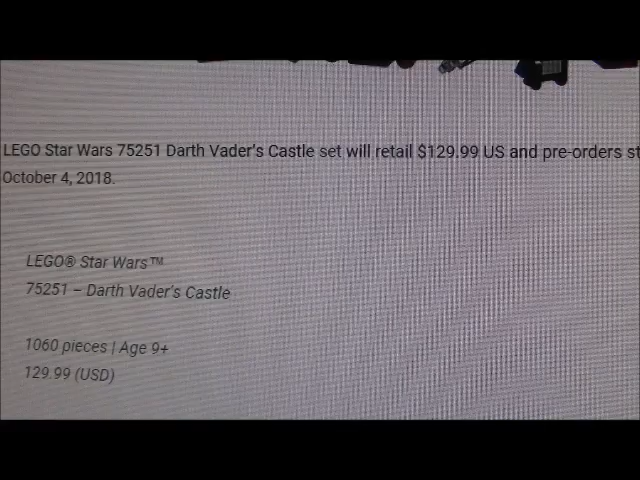 LEGO Star Wars 75251 Darth Vader's Castle set will retail $129.99 US and pre-orders st
October 4, 2018.
LEGO® Star Wars™
75251 – Darth Vader's Castle
1060 pieces | Age 9+
129.99 (USD)